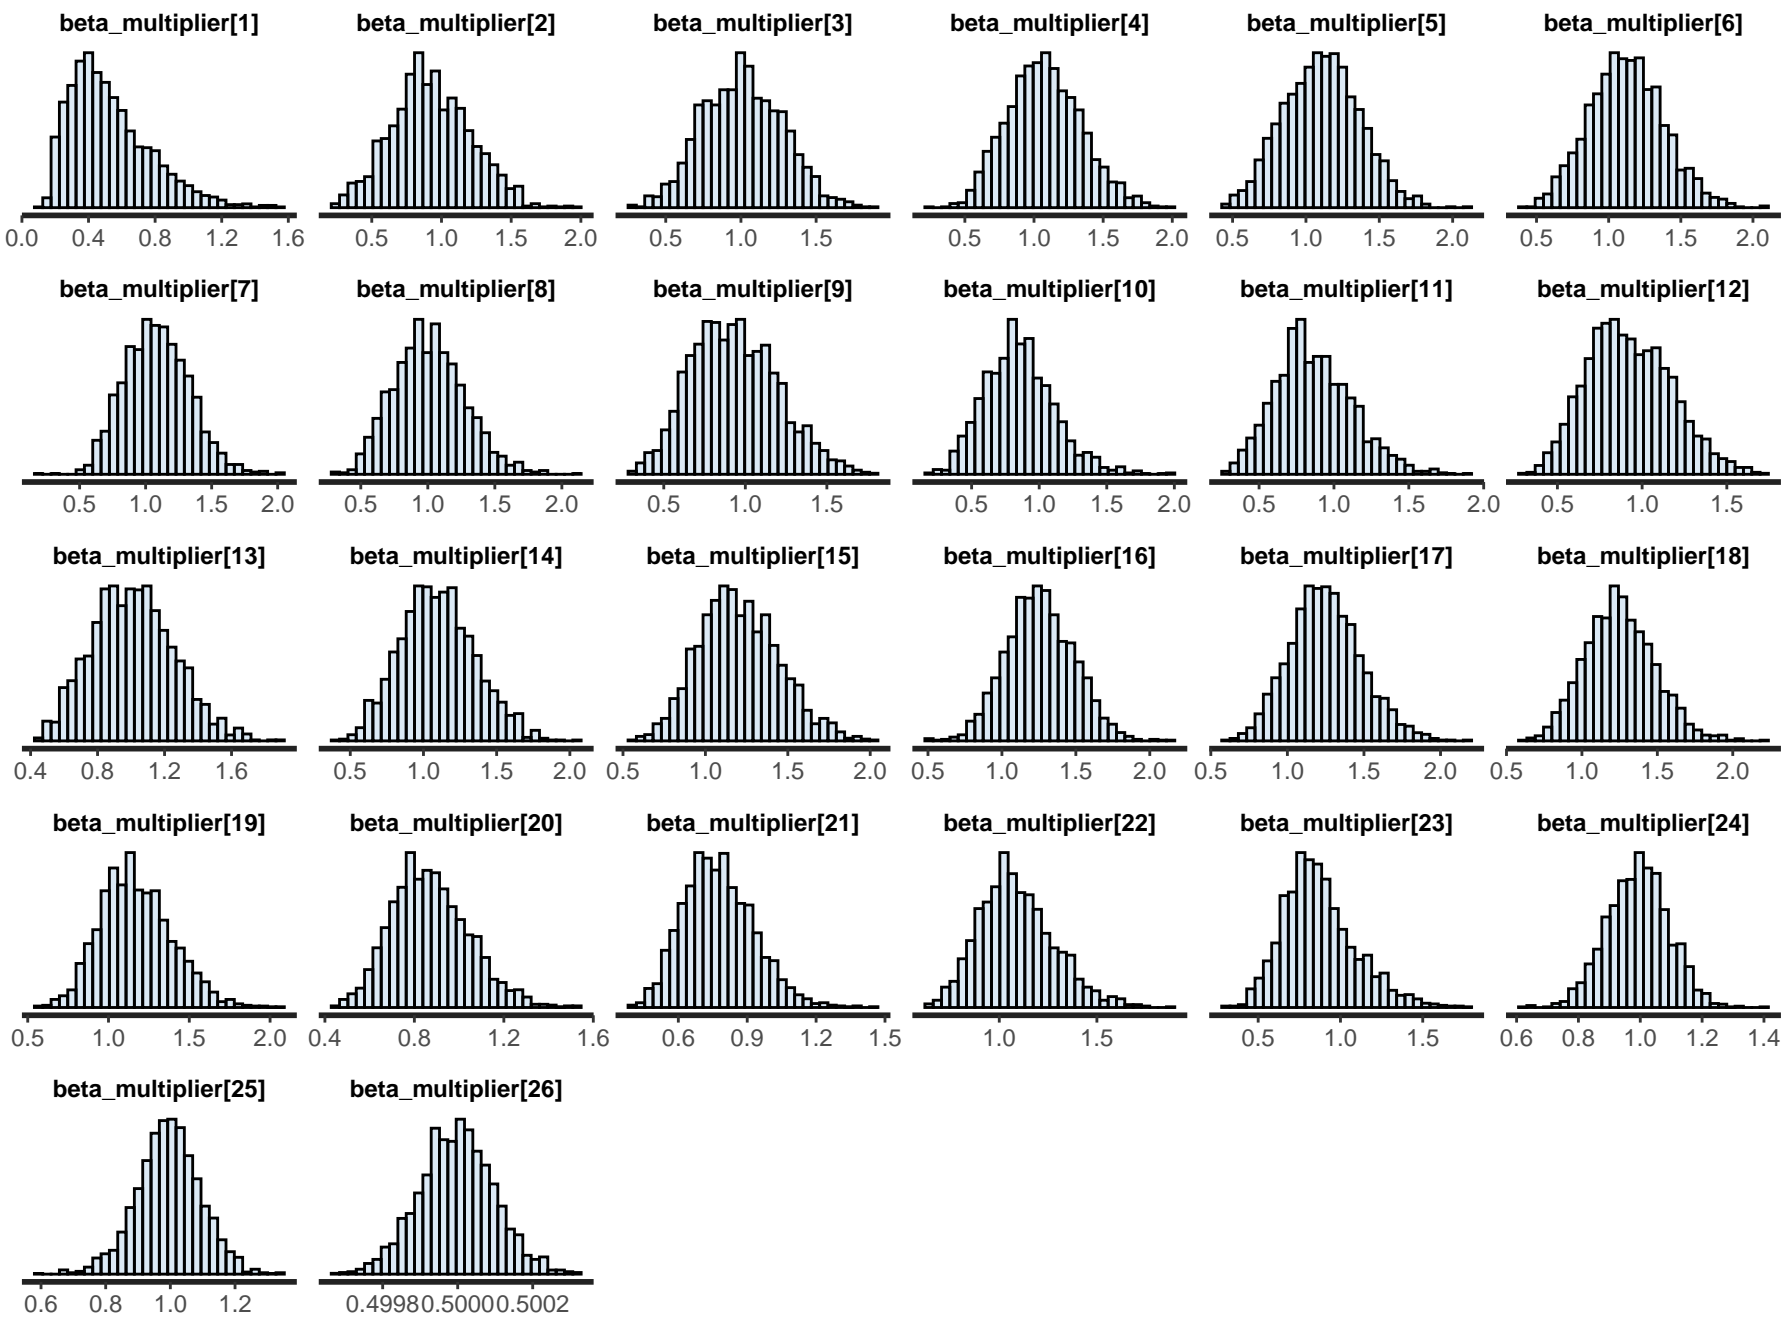 beta_multiplier[1] beta_multiplier[2] beta_multiplier[3] beta_multiplier[4] beta_multiplier[5] beta_multiplier[6]
0.0 0.4 0.8 1.2 1.6 0.5 1.0 1.5 2.0 0.5 1.0 1.5 0.5 1.0 1.5 2.0 0.5 1.0 1.5 2.0 0.5 1.0 1.5 2.0
beta_multiplier[7] beta_multiplier[8] beta_multiplier[9] beta_multiplier[10] beta_multiplier[11] beta_multiplier[12]
0.5 1.0 1.5 2.0 0.5 1.0 1.5 2.0 0.5 1.0 1.5 0.5 1.0 1.5 2.0 0.5 1.0 1.5 2.0 0.5 1.0 1.5
beta_multiplier[13] beta_multiplier[14] beta_multiplier[15] beta_multiplier[16] beta_multiplier[17] beta_multiplier[18]
0.4 0.8 1.2 1.6 0.5 1.0 1.5 2.0 0.5 1.0 1.5 2.0 0.5 1.0 1.5 2.0 0.5 1.0 1.5 2.0 0.5 1.0 1.5 2.0
beta_multiplier[19] beta_multiplier[20] beta_multiplier[21] beta_multiplier[22] beta_multiplier[23] beta_multiplier[24]
0.5 1.0 1.5 2.0 0.4 0.8 1.2 1.6 0.6 0.9 1.2 1.5 1.0 1.5 0.5 1.0 1.5 0.6 0.8 1.0 1.2 1.4
beta_multiplier[25] beta_multiplier[26]
0.6 0.8 1.0 1.2 0.4998 0.5000 0.5002